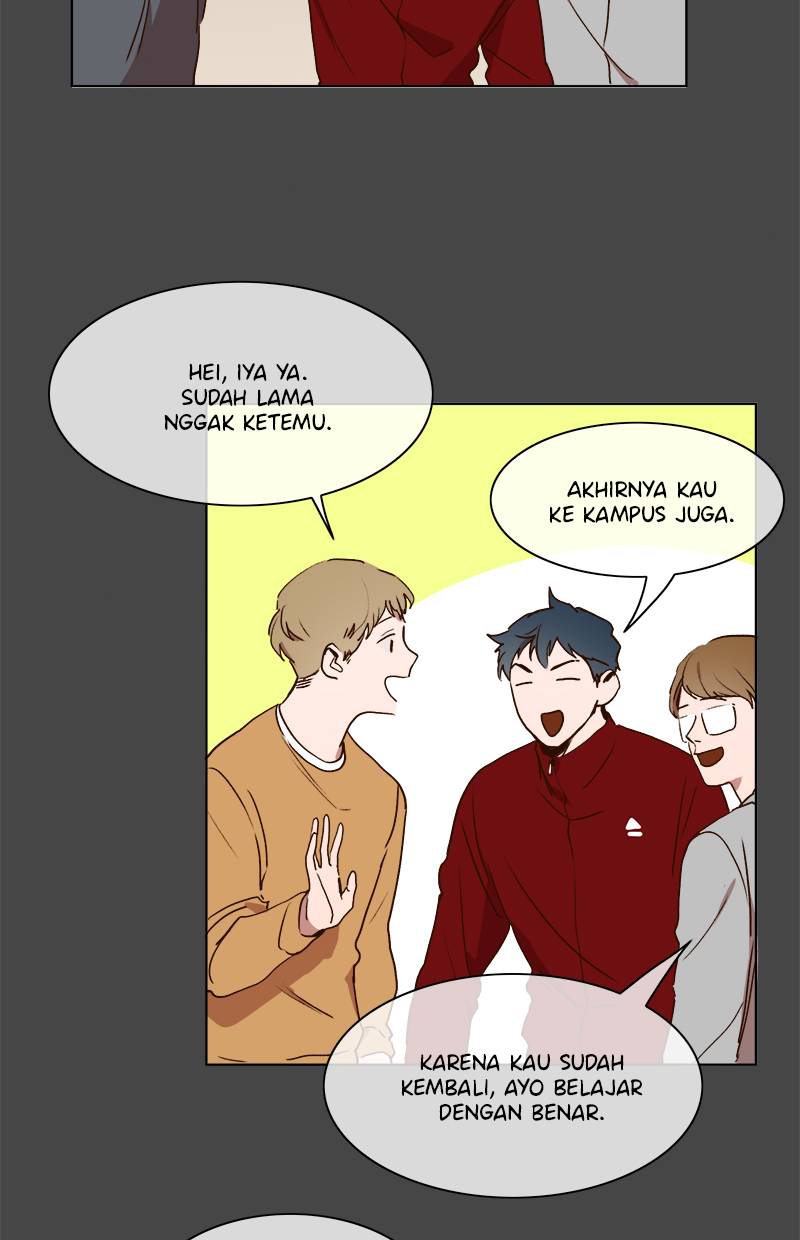 HEI, IYA YA.
SUDAH LAMA
NGGAK KETEMU.
AKHIRNYA KAU
KE KAMPUS JUGA.
KARENA KAU SUDAH
KEMBALI, AYO BELAJAR
DENGAN BENAR.